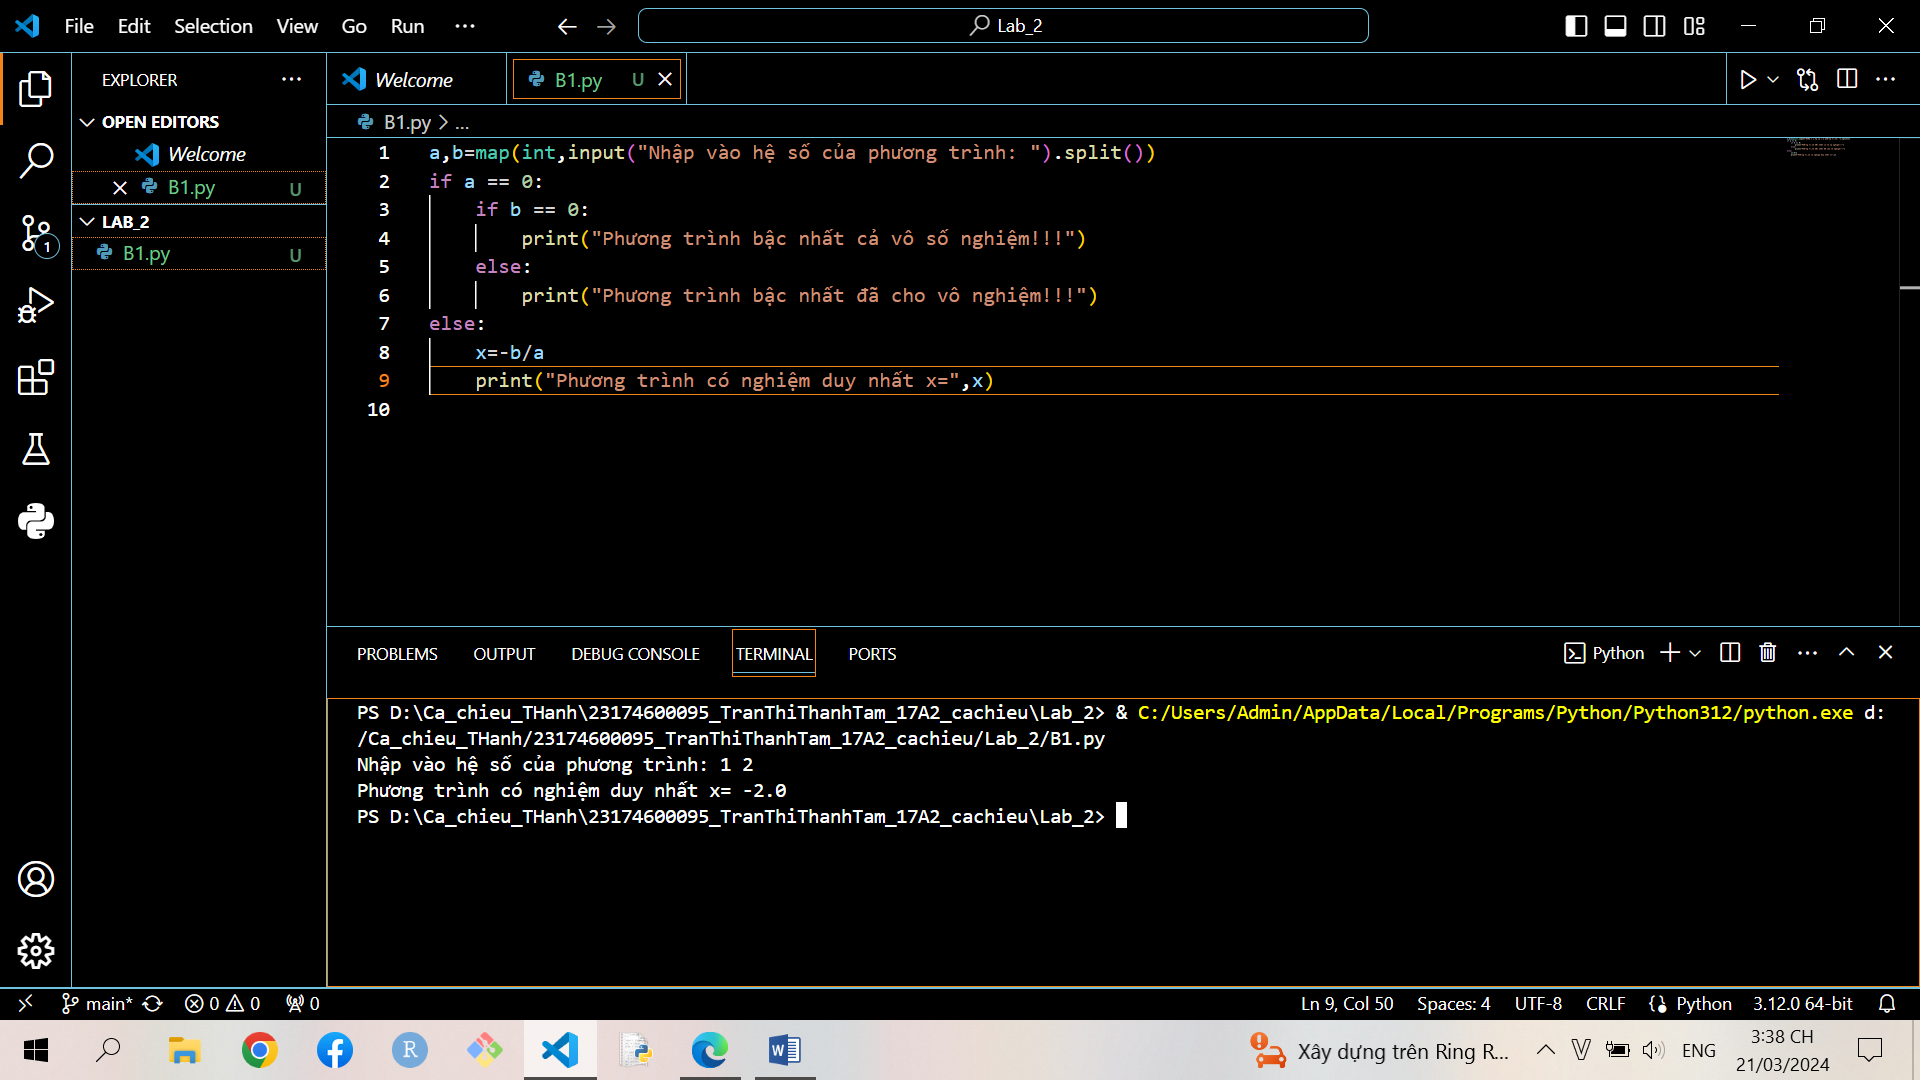 File Edit Selection View Go Run ...
Lab_2
EXPLORER
OPEN EDITORS
Welcome
B1.py U
LAB_2
B1.py U
1
Welcome
B1.py U
B1.py > ...
1 a,b=map(int,input("Nhập vào hệ số của phương trình: ").split())
2 if a == 0:
3 if b == 0:
4 print("Phương trình bậc nhất cả vô số nghiệm!!!")
5 else:
6 print("Phương trình bậc nhất đã cho vô nghiệm!!!")
7 else:
8 x=-b/a
9 print("Phương trình có nghiệm duy nhất x=",x)
10
PROBLEMS OUTPUT DEBUG CONSOLE TERMINAL PORTS
Python
PS D:\Ca_chieu_THanh\23174600095_TranThiThanhTam_17A2_cachieu\Lab_2> & C:/Users/Admin/AppData/Local/Programs/Python/Python312/python.exe d:
/Ca_chieu_THanh/23174600095_TranThiThanhTam_17A2_cachieu/Lab_2/B1.py
Nhập vào hệ số của phương trình: 1 2
Phương trình có nghiệm duy nhất x= -2.0
PS D:\Ca_chieu_THanh\23174600095_TranThiThanhTam_17A2_cachieu\Lab_2>
main* 0 0 0
Ln 9, Col 50 Spaces: 4 UTF-8 CRLF Python 3.12.0 64-bit
Xây dựng trên Ring R...
ENG
3:38 CH
21/03/2024